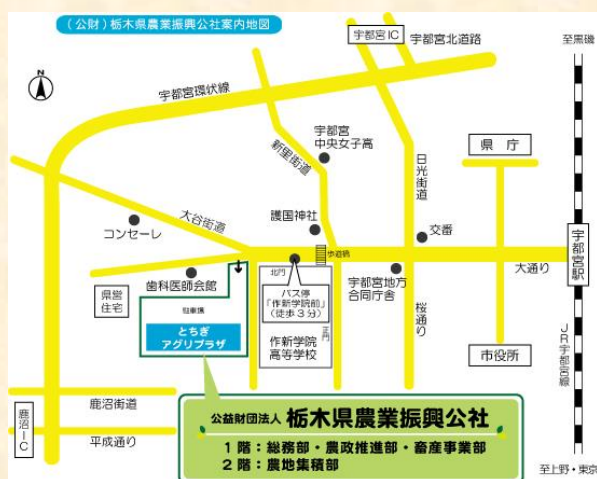 （公財）栃木県農業振興公社案内地図
宇都宮IC
宇都宮北道路
至黒磯
N
宇都宮環状線
宇都宮
中央女子高
新里街道
日光街道
県庁
大谷街道
コンセーレ
護国神社
交番
歩道橋
宇都宮駅
大通り
北門
バス停
「作新学院前」
（徒歩３分）
宇都宮地方
合同庁舎
歯科医師会館
県営
住宅
駐車場
とちぎ
アグリプラザ
正門
作新学院
高等学校
桜通り
市役所
ＪＲ宇都宮線
鹿沼街道
鹿沼IC
平成通り
公益財団法人 栃木県農業振興公社
１階：総務部・農政推進部・畜産事業部
２階：農地集積部
至上野・東京